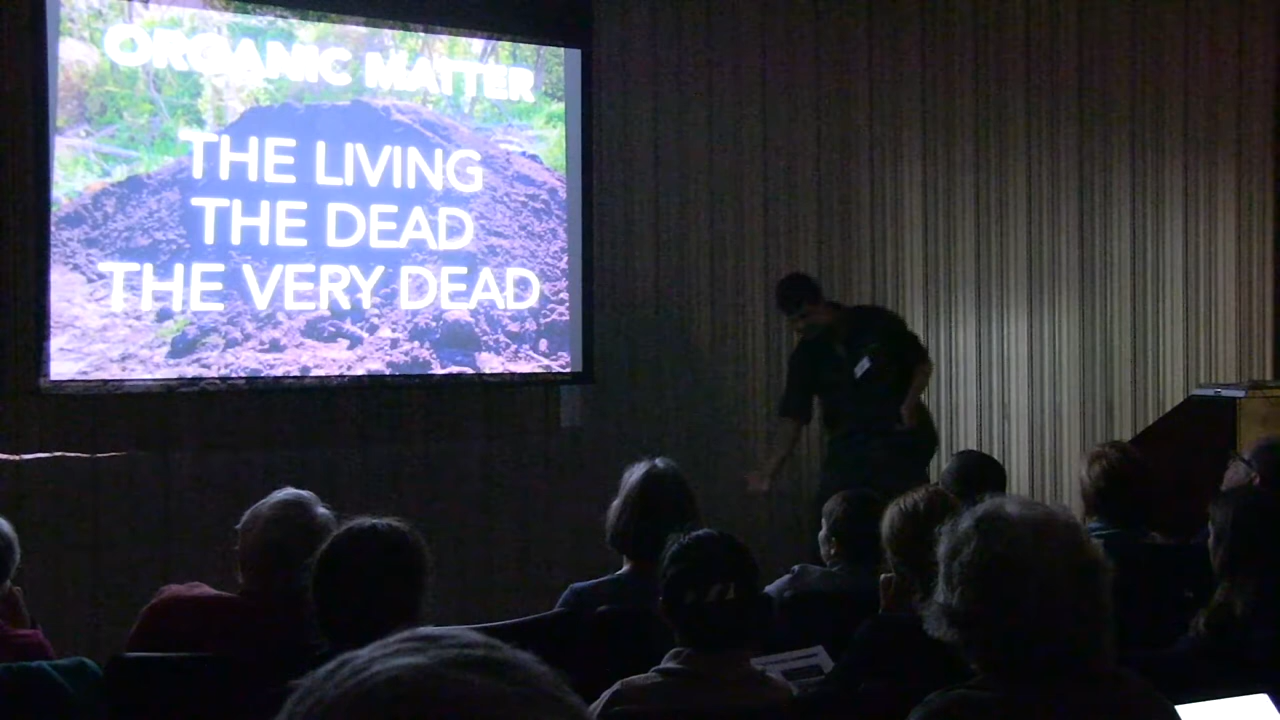 ORGANIC MATTER
THE LIVING
THE DEAD
THE VERY DEAD